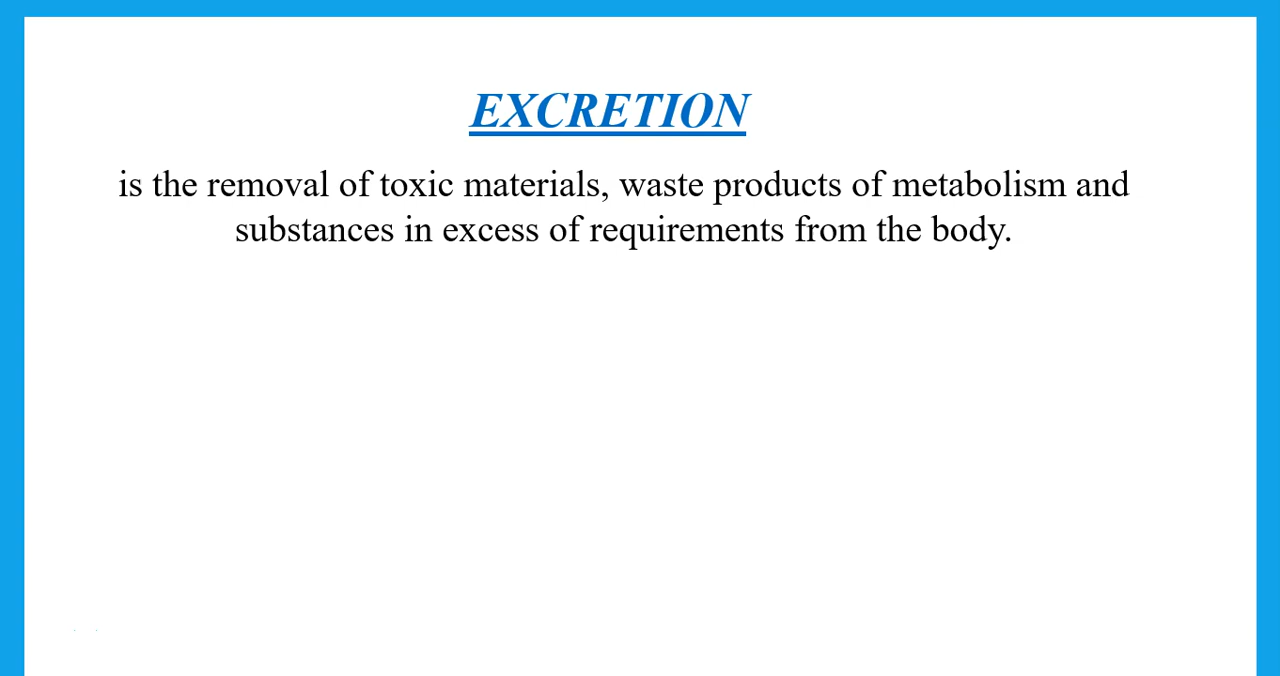 EXCRETION
is the removal of toxic materials, waste products of metabolism and
substances in excess of requirements from the body.